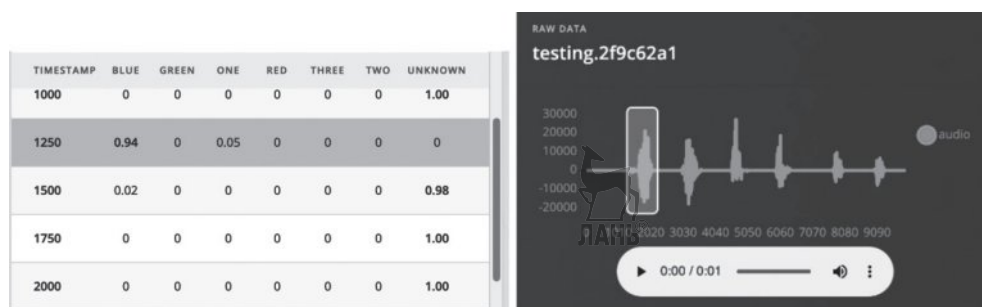 TIMESTAMP BLUE GREEN ONE RED THREE TWO UNKNOWN
1000 0 0 0 0 0 0 1.00
1250 0.94 0 0.05 0 0 0 0
1500 0.02 0 0 0 0 0 0.98
1750 0 0 0 0 0 0 1.00
2000 0 0 0 0 0 0 1.00
RAW DATA
testing.2f9c62a1
30000
20000
10000
0
-10000
-20000
audio
0 2020 3030 4040 5050 6060 7070 8080 9090
ЛАНЬ
0:00 / 0:01